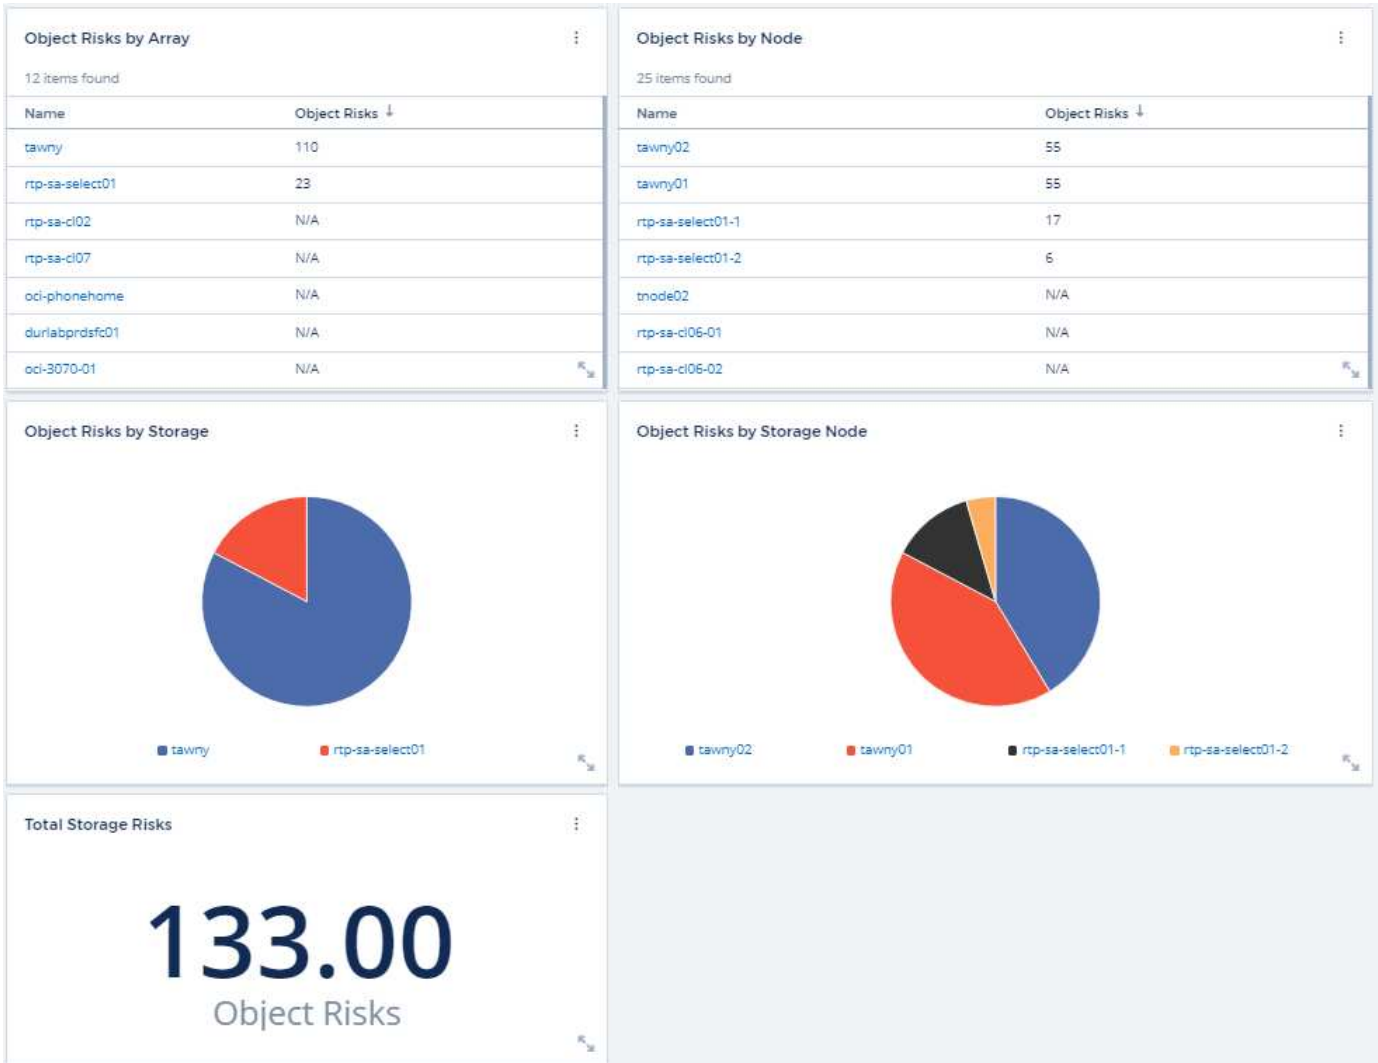 Object Risks by Array
12 items found
Name Object Risks ↓
tawny 110
rtp-sa-select01 23
rtp-sa-cl02 N/A
rtp-sa-cl07 N/A
oci-phonehome N/A
durlabprdsfc01 N/A
oci-3070-01 N/A
Object Risks by Node
25 items found
Name Object Risks ↓
tawny02 55
tawny01 55
rtp-sa-select01-1 17
rtp-sa-select01-2 6
tnode02 N/A
rtp-sa-cl06-01 N/A
rtp-sa-cl06-02 N/A
Object Risks by Storage
tawny rtp-sa-select01
Object Risks by Storage Node
tawny02 tawny01 rtp-sa-select01-1 rtp-sa-select01-2
Total Storage Risks
133.00
Object Risks